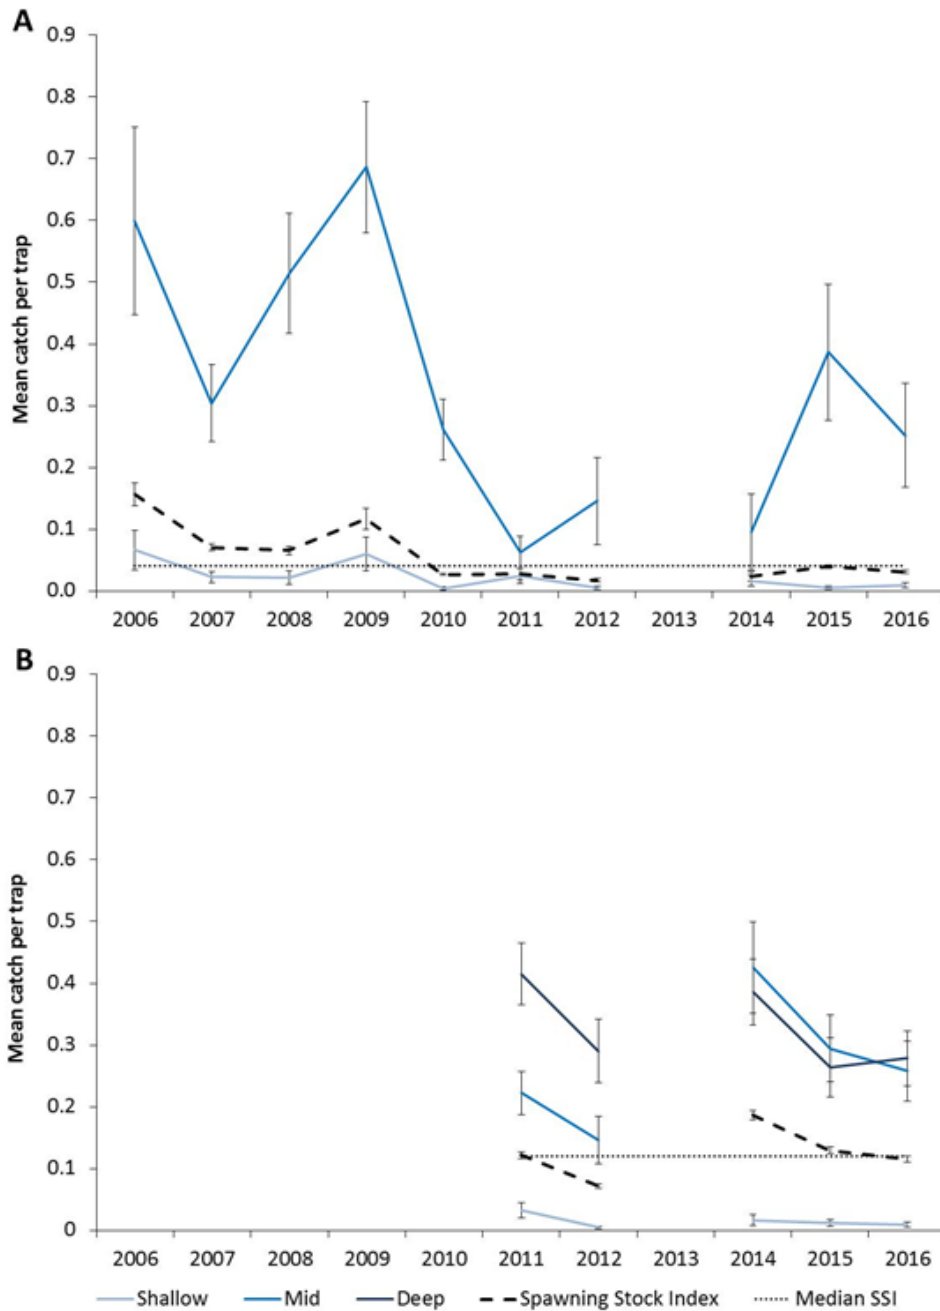 A
0.9
0.8
0.7
0.6
0.5
0.4
0.3
0.2
0.1
0.0
Mean catch per trap
2006 2007 2008 2009 2010 2011 2012 2013 2014 2015 2016
B
0.9
0.8
0.7
0.6
0.5
0.4
0.3
0.2
0.1
0
Mean catch per trap
2006 2007 2008 2009 2010 2011 2012 2013 2014 2015 2016
Shallow Mid Deep Spawning Stock Index Median SSI